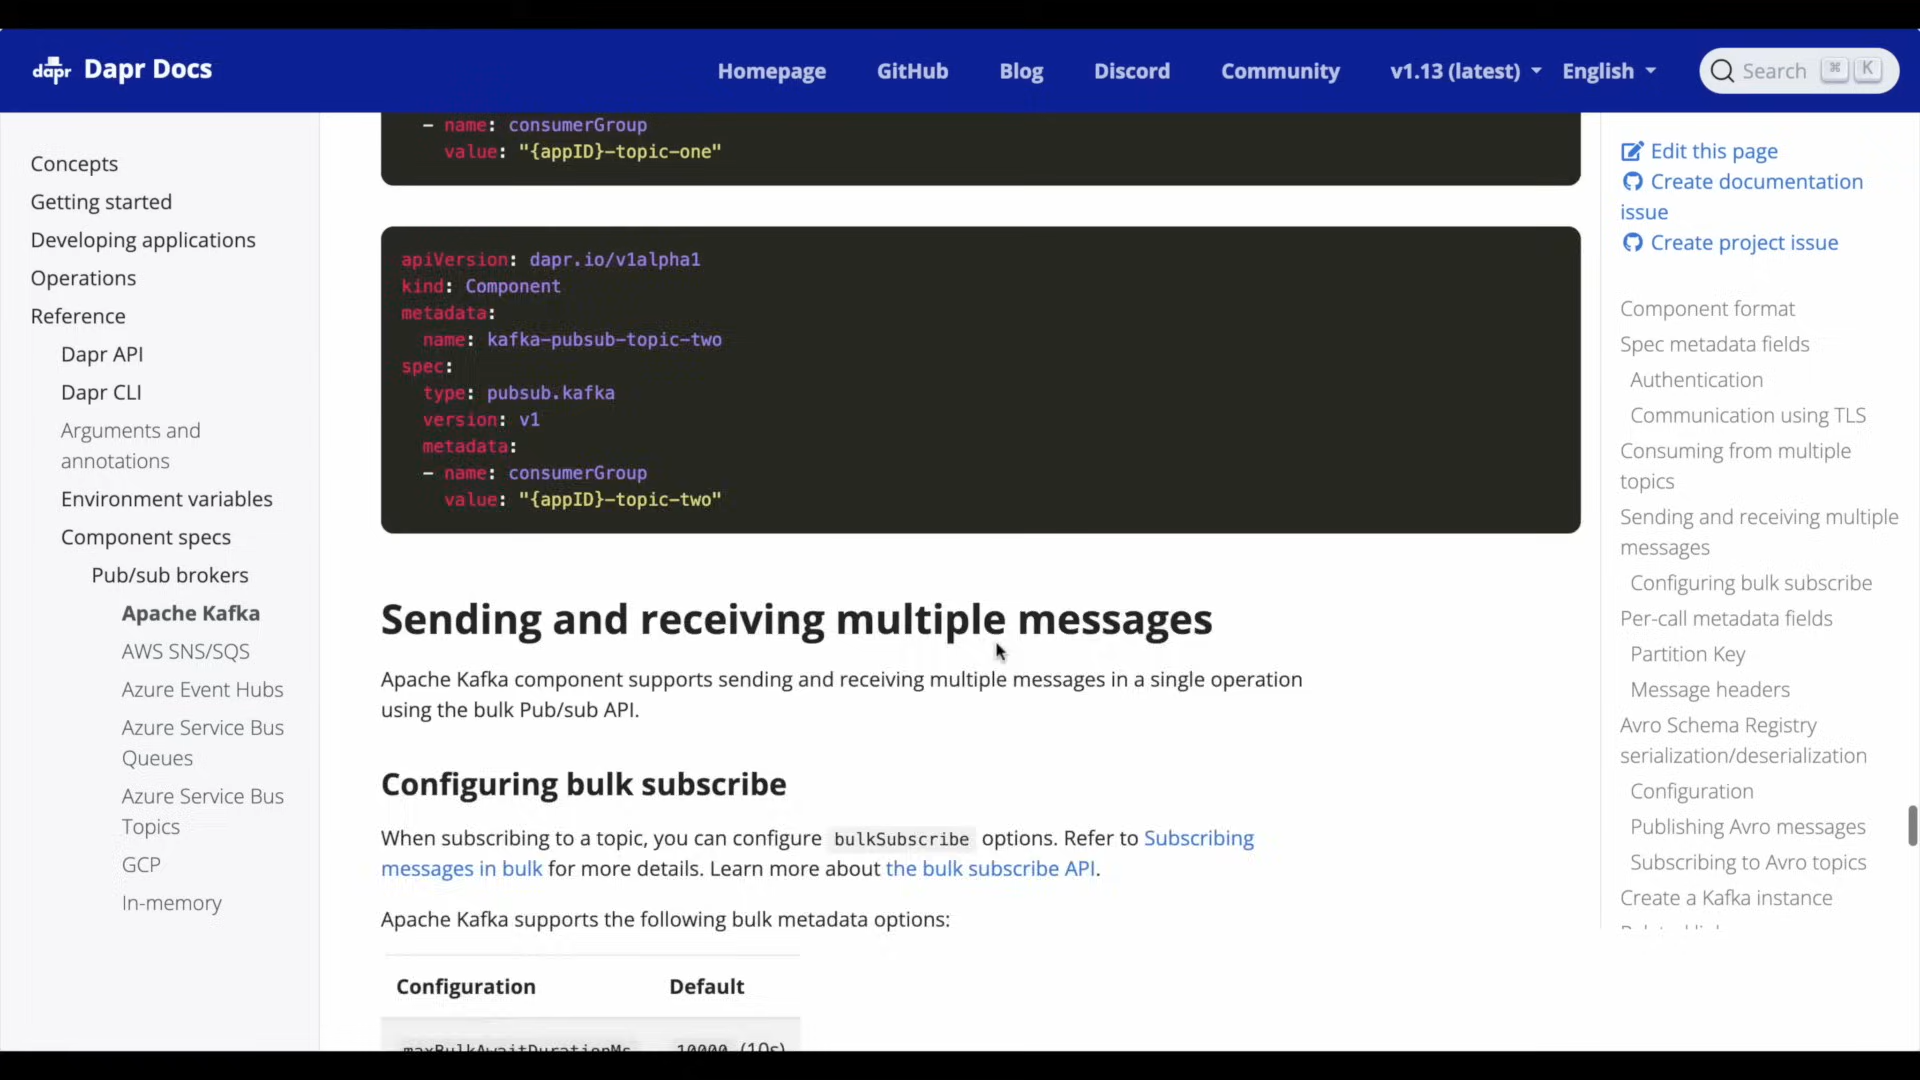 dapr Dapr Docs
Homepage GitHub Blog Discord Community v1.13 (latest) English Search ⌘ K
Concepts
Getting started
Developing applications
Operations
Reference
Dapr API
Dapr CLI
Arguments and
annotations
Environment variables
Component specs
Pub/sub brokers
Apache Kafka
AWS SNS/SQS
Azure Event Hubs
Azure Service Bus
Queues
Azure Service Bus
Topics
GCP
In-memory
- name: consumerGroup
value: "{appID}-topic-one"
apiVersion: dapr.io/v1alpha1
kind: Component
metadata:
name: kafka-pubsub-topic-two
spec:
type: pubsub.kafka
version: v1
metadata:
- name: consumerGroup
value: "{appID}-topic-two"
Sending and receiving multiple messages
Apache Kafka component supports sending and receiving multiple messages in a single operation
using the bulk Pub/sub API.
Configuring bulk subscribe
When subscribing to a topic, you can configure bulkSubscribe options. Refer to Subscribing
messages in bulk for more details. Learn more about the bulk subscribe API.
Apache Kafka supports the following bulk metadata options:
Configuration Default
maxBulkAwaitDurationMs 10000 (10s)
Edit this page
Create documentation
issue
Create project issue
Component format
Spec metadata fields
Authentication
Communication using TLS
Consuming from multiple
topics
Sending and receiving multiple
messages
Configuring bulk subscribe
Per-call metadata fields
Partition Key
Message headers
Avro Schema Registry
serialization/deserialization
Configuration
Publishing Avro messages
Subscribing to Avro topics
Create a Kafka instance